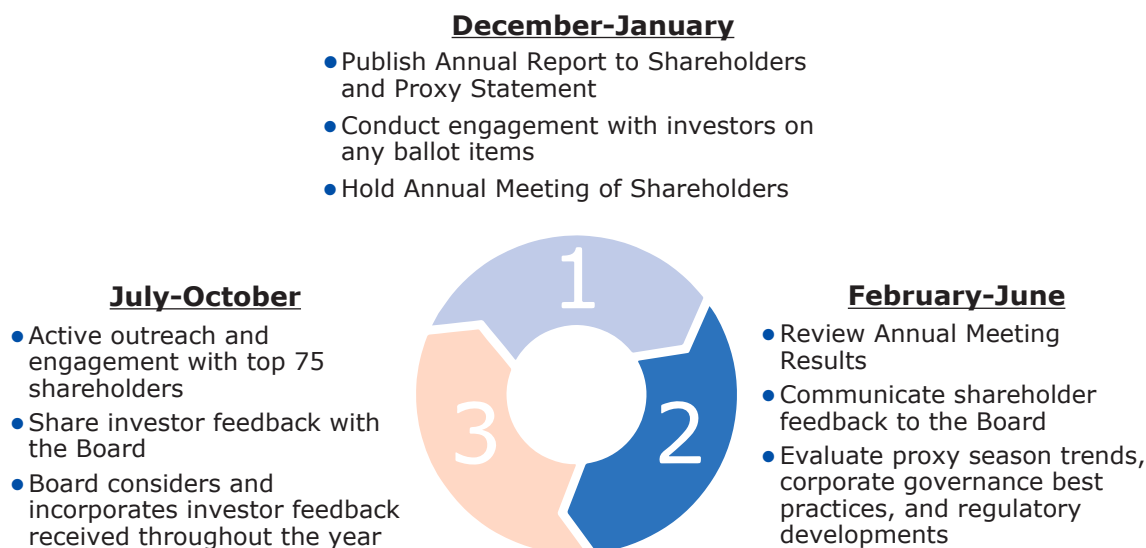 December-January
● Publish Annual Report to Shareholders
and Proxy Statement
● Conduct engagement with investors on
any ballot items
● Hold Annual Meeting of Shareholders
1
2
3
February-June
● Review Annual Meeting
Results
● Communicate shareholder
feedback to the Board
● Evaluate proxy season trends,
corporate governance best
practices, and regulatory
developments
July-October
● Active outreach and
engagement with top 75
shareholders
● Share investor feedback with
the Board
● Board considers and
incorporates investor feedback
received throughout the year